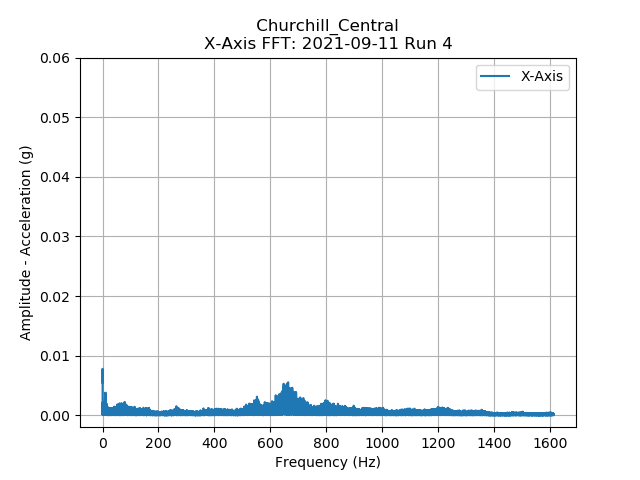 Churchill_Central
X-Axis FFT: 2021-09-11 Run 4
X-Axis
0.06
0.05
0.04
0.03
0.02
0.01
0.00
Amplitude - Acceleration (g)
0 200 400 600 800 1000 1200 1400 1600
Frequency (Hz)